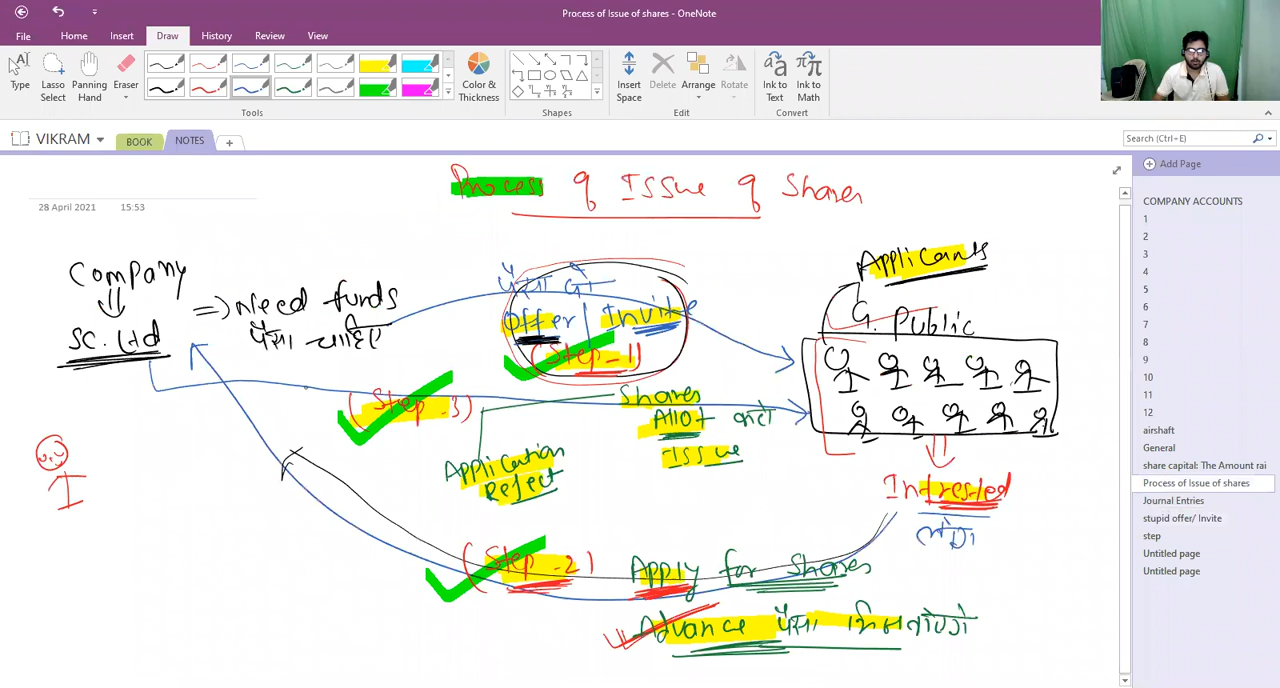 Process of Issue of shares - OneNote
File
Home
Insert
Draw
History
Review
View
Type
Lasso Select
Panning Hand
Eraser
Color & Thickness
Insert Space
Delete
Arrange
Rotate
Ink to Text
Ink to Math
Tools
Shapes
Edit
Convert
VIKRAM
BOOK
NOTES
Search (Ctrl+E)
Add Page
28 April 2021 15:53
Process of Issue of Shares
Company
SC. Ltd
=> Need funds
पैसा चाहिए
Offer | Invite
(Step-1)
Applicants
G. Public
(Step-3)
Shares
Allot करो
Issue
Application
Reject
Intrested
लोग
(Step-2)
Apply for Shares
Advance पैसा
COMPANY ACCOUNTS
1
2
3
4
5
6
7
8
9
10
11
12
airshaft
General
share capital: The Amount rai
Process of Issue of shares
Journal Entries
stupid offer/ Invite
step
Untitled page
Untitled page